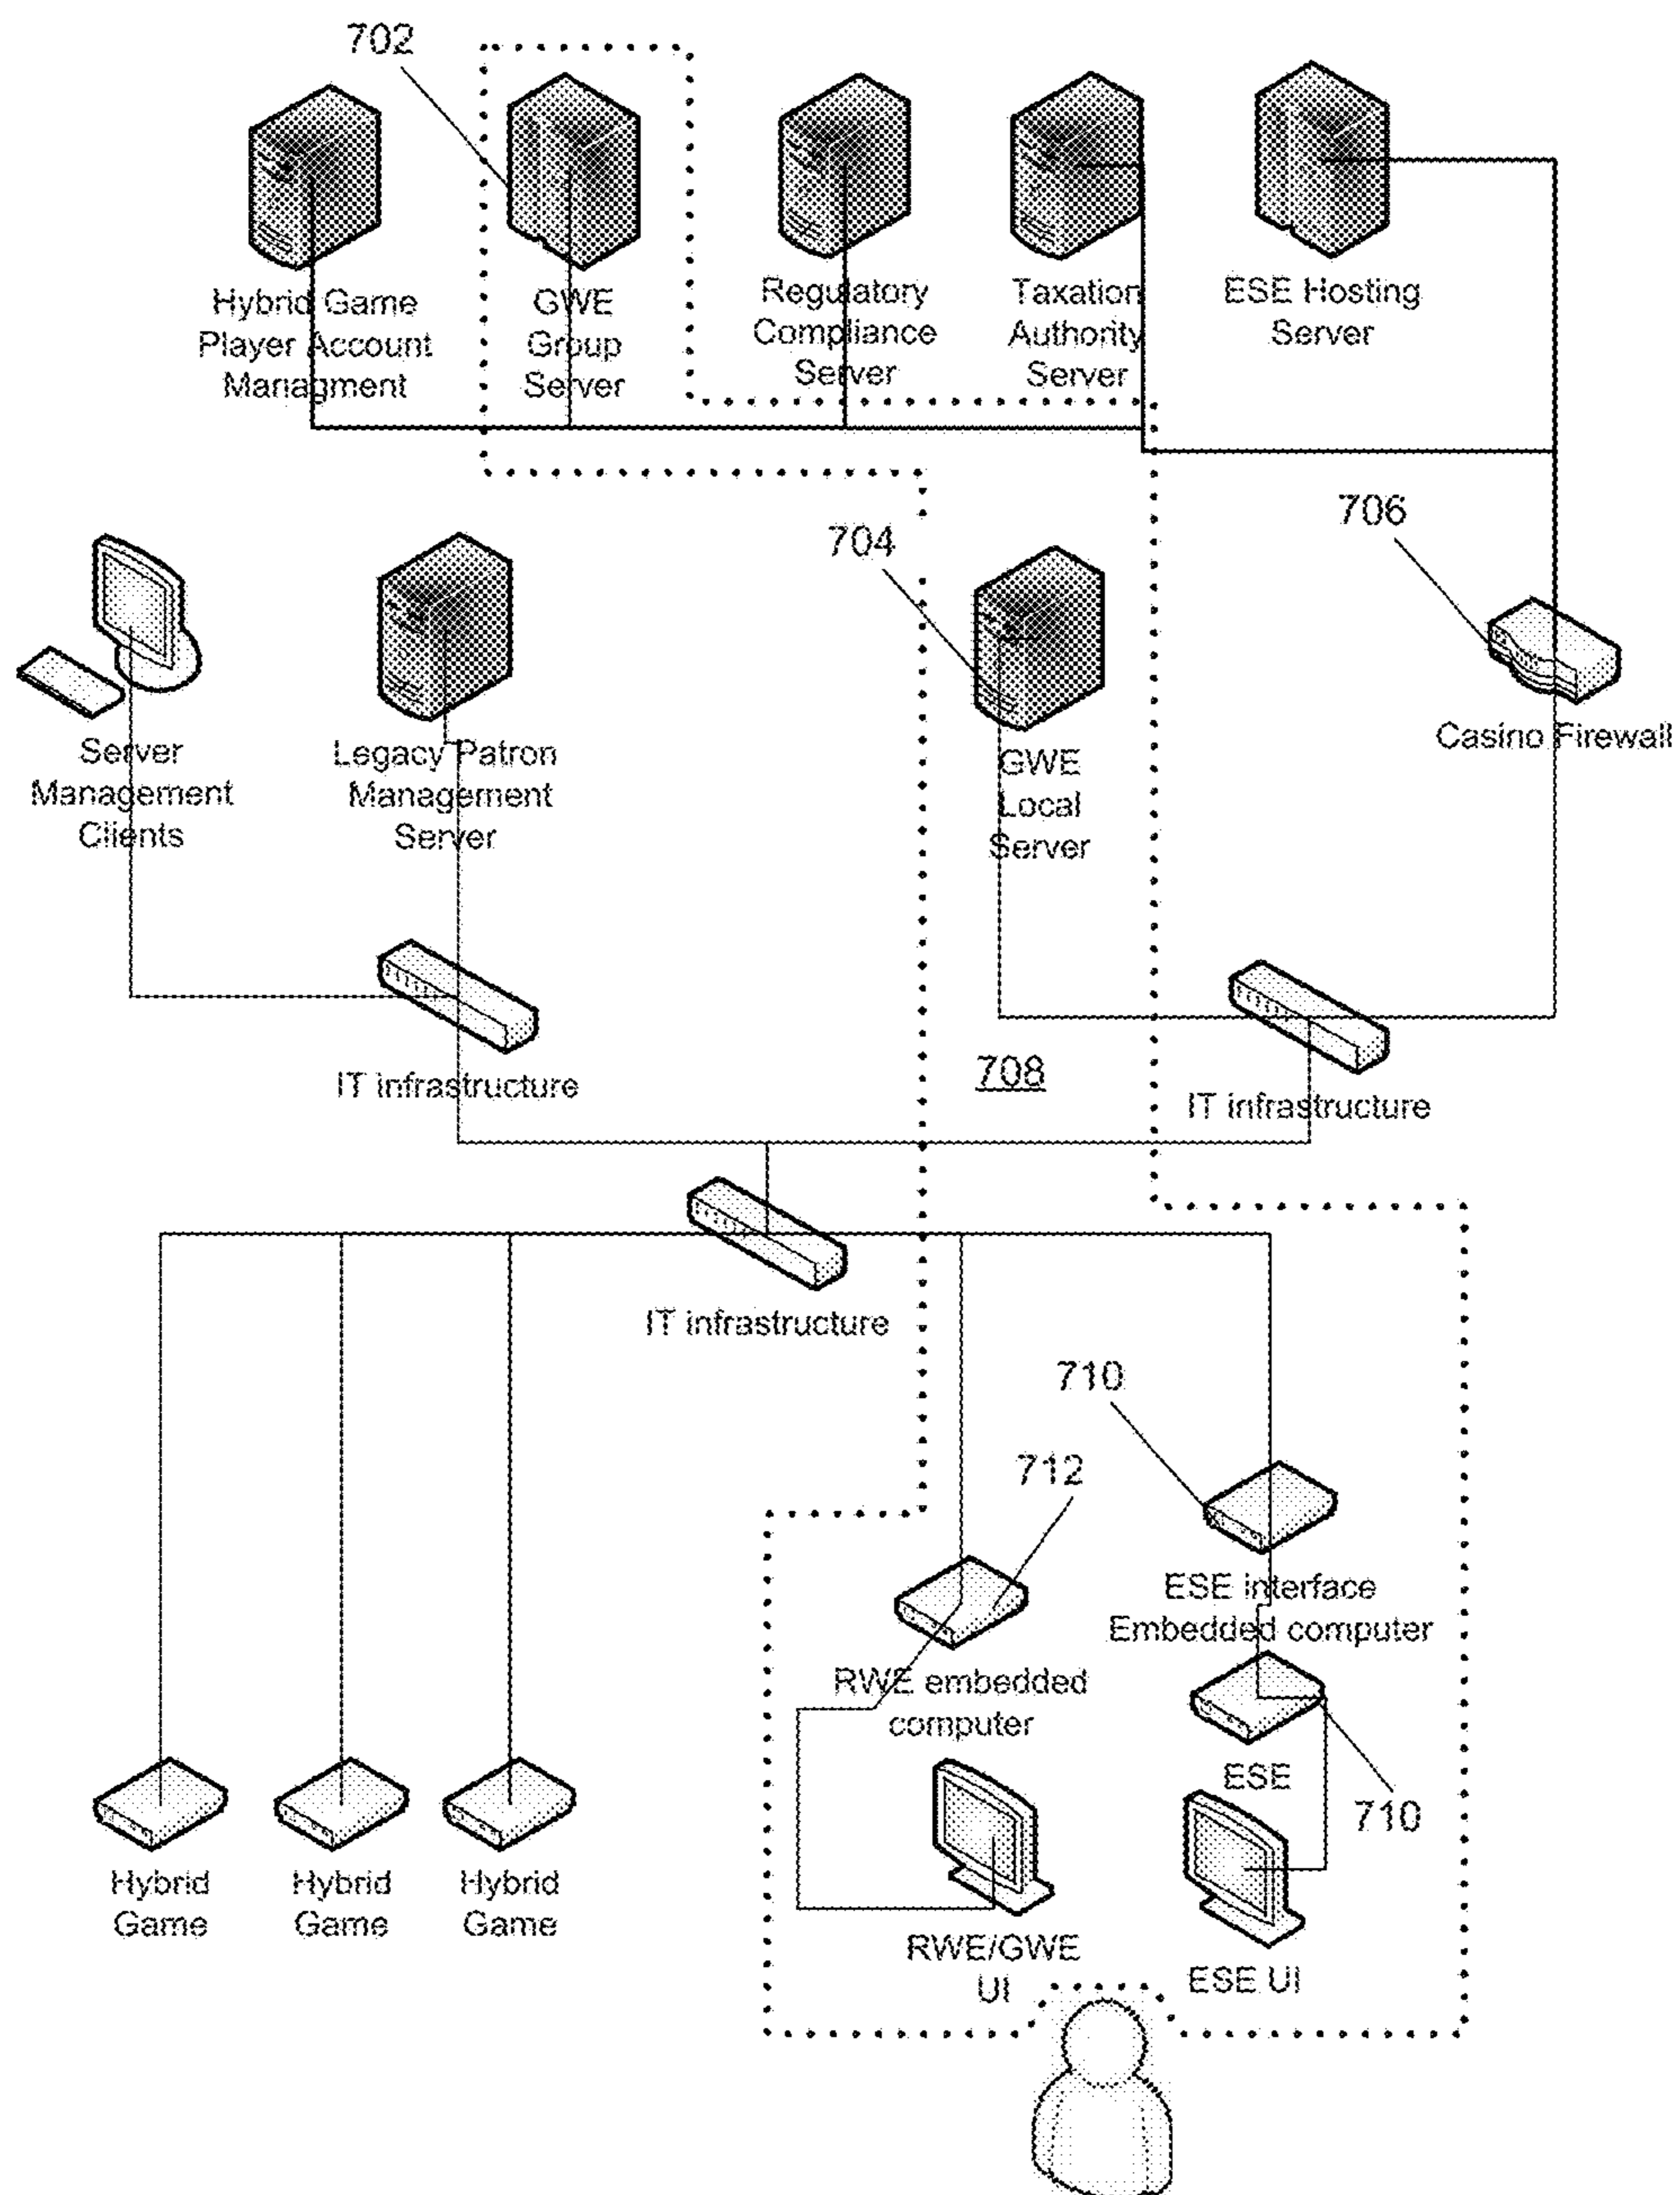 702
Hybrid Game
Player Account
Managment
GWE
Group
Server
Regulatory
Compliance
Server
Taxation
Authority
Server
ESE Hosting
Server
704
706
Server
Management
Clients
Legacy Patron
Management
Server
GWE
Local
Server
Casino Firewall
IT infrastructure
708
IT infrastructure
IT infrastructure
710
712
ESE interface
Embedded computer
RWE embedded
computer
ESE
710
Hybrid
Game
Hybrid
Game
Hybrid
Game
RWE/GWE
UI
ESE UI